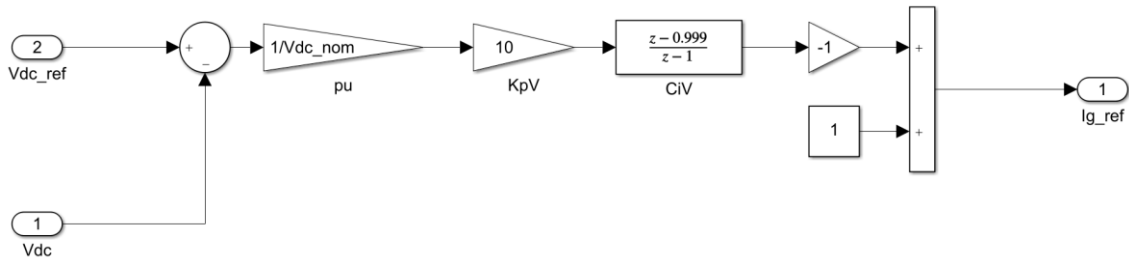 2
Vdc_ref
+
−
1/Vdc_nom
pu
10
KpV
z − 0.999
z − 1
CiV
-1
1
+
+
1
Ig_ref
1
Vdc